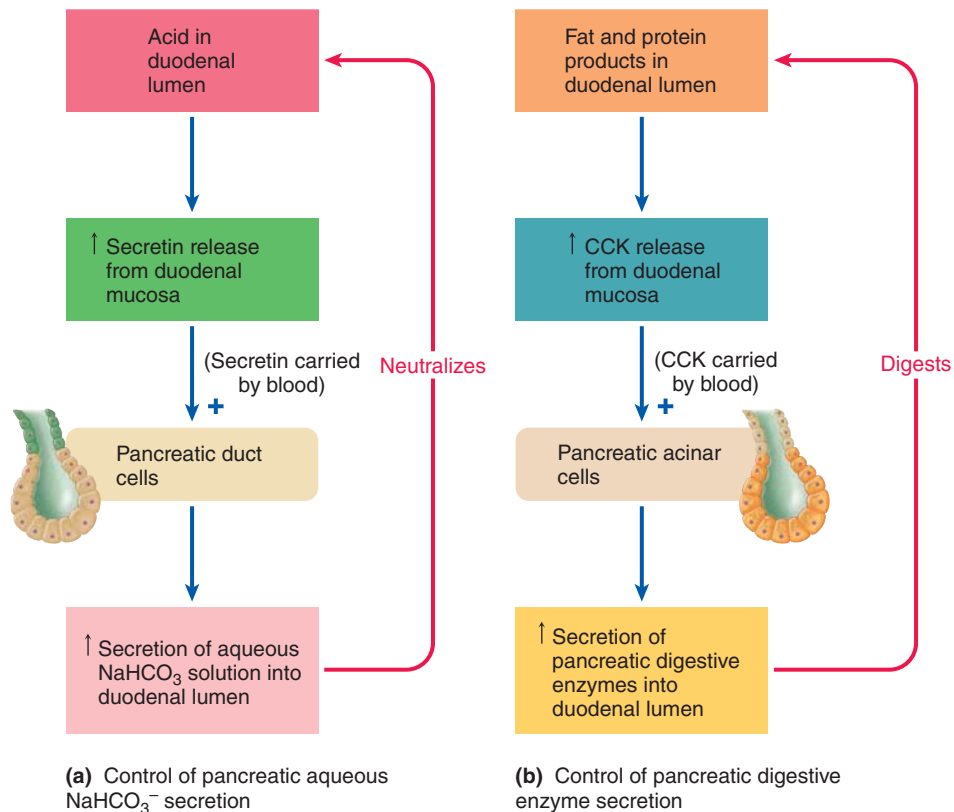 Acid in
duodenal
lumen
↑ Secretin release
from duodenal
mucosa
(Secretin carried
by blood)
+
Neutralizes
Pancreatic duct
cells
↑ Secretion of aqueous
NaHCO₃ solution into
duodenal lumen
(a) Control of pancreatic aqueous
NaHCO₃⁻ secretion
Fat and protein
products in
duodenal lumen
↑ CCK release
from duodenal
mucosa
(CCK carried
by blood)
+
Digests
Pancreatic acinar
cells
↑ Secretion of
pancreatic digestive
enzymes into
duodenal lumen
(b) Control of pancreatic digestive
enzyme secretion